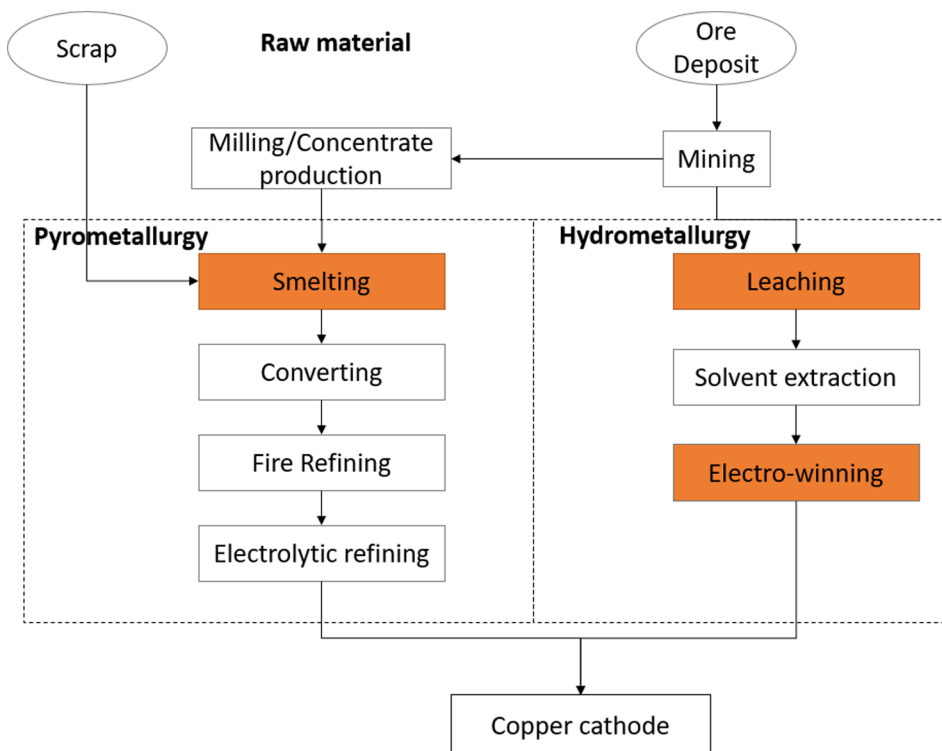 Scrap
Raw material
Ore
Deposit
Milling/Concentrate
production
Mining
Pyrometallurgy
Hydrometallurgy
Smelting
Leaching
Converting
Solvent extraction
Fire Refining
Electro-winning
Electrolytic refining
Copper cathode